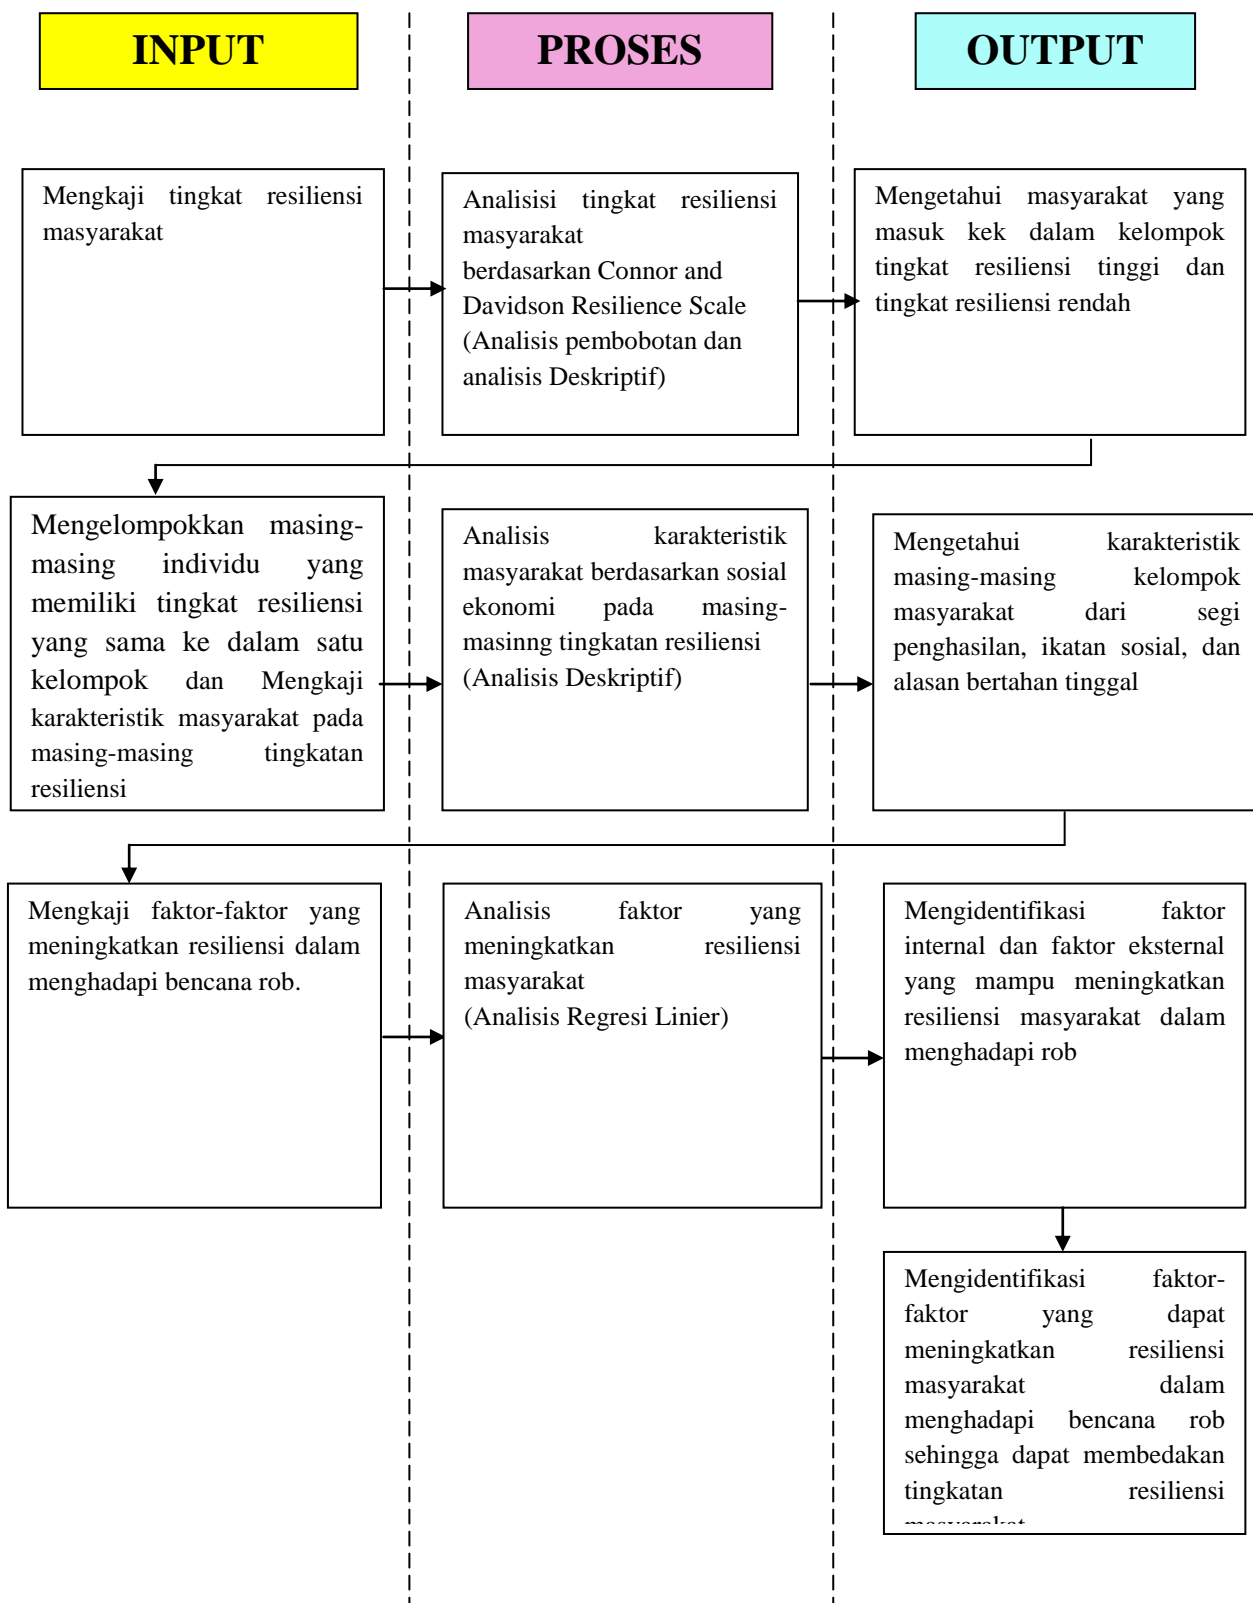 INPUT
PROSES
OUTPUT
Mengkaji tingkat resiliensi
masyarakat
Analisisi tingkat resiliensi
masyarakat
berdasarkan Connor and
Davidson Resilience Scale
(Analisis pembobotan dan
analisis Deskriptif)
Mengetahui masyarakat yang
masuk kek dalam kelompok
tingkat resiliensi tinggi dan
tingkat resiliensi rendah
Mengelompokkan masing-
masing individu yang
memiliki tingkat resiliensi
yang sama ke dalam satu
kelompok dan Mengkaji
karakteristik masyarakat pada
masing-masing tingkatan
resiliensi
Analisis karakteristik
masyarakat berdasarkan sosial
ekonomi pada masing-
masinng tingkatan resiliensi
(Analisis Deskriptif)
Mengetahui karakteristik
masing-masing kelompok
masyarakat dari segi
penghasilan, ikatan sosial, dan
alasan bertahan tinggal
Mengkaji faktor-faktor yang
meningkatkan resiliensi dalam
menghadapi bencana rob.
Analisis faktor yang
meningkatkan resiliensi
masyarakat
(Analisis Regresi Linier)
Mengidentifikasi faktor
internal dan faktor eksternal
yang mampu meningkatkan
resiliensi masyarakat dalam
menghadapi rob
Mengidentifikasi faktor-
faktor yang dapat
meningkatkan resiliensi
masyarakat dalam
menghadapi bencana rob
sehingga dapat membedakan
tingkatan resiliensi
masyarakat